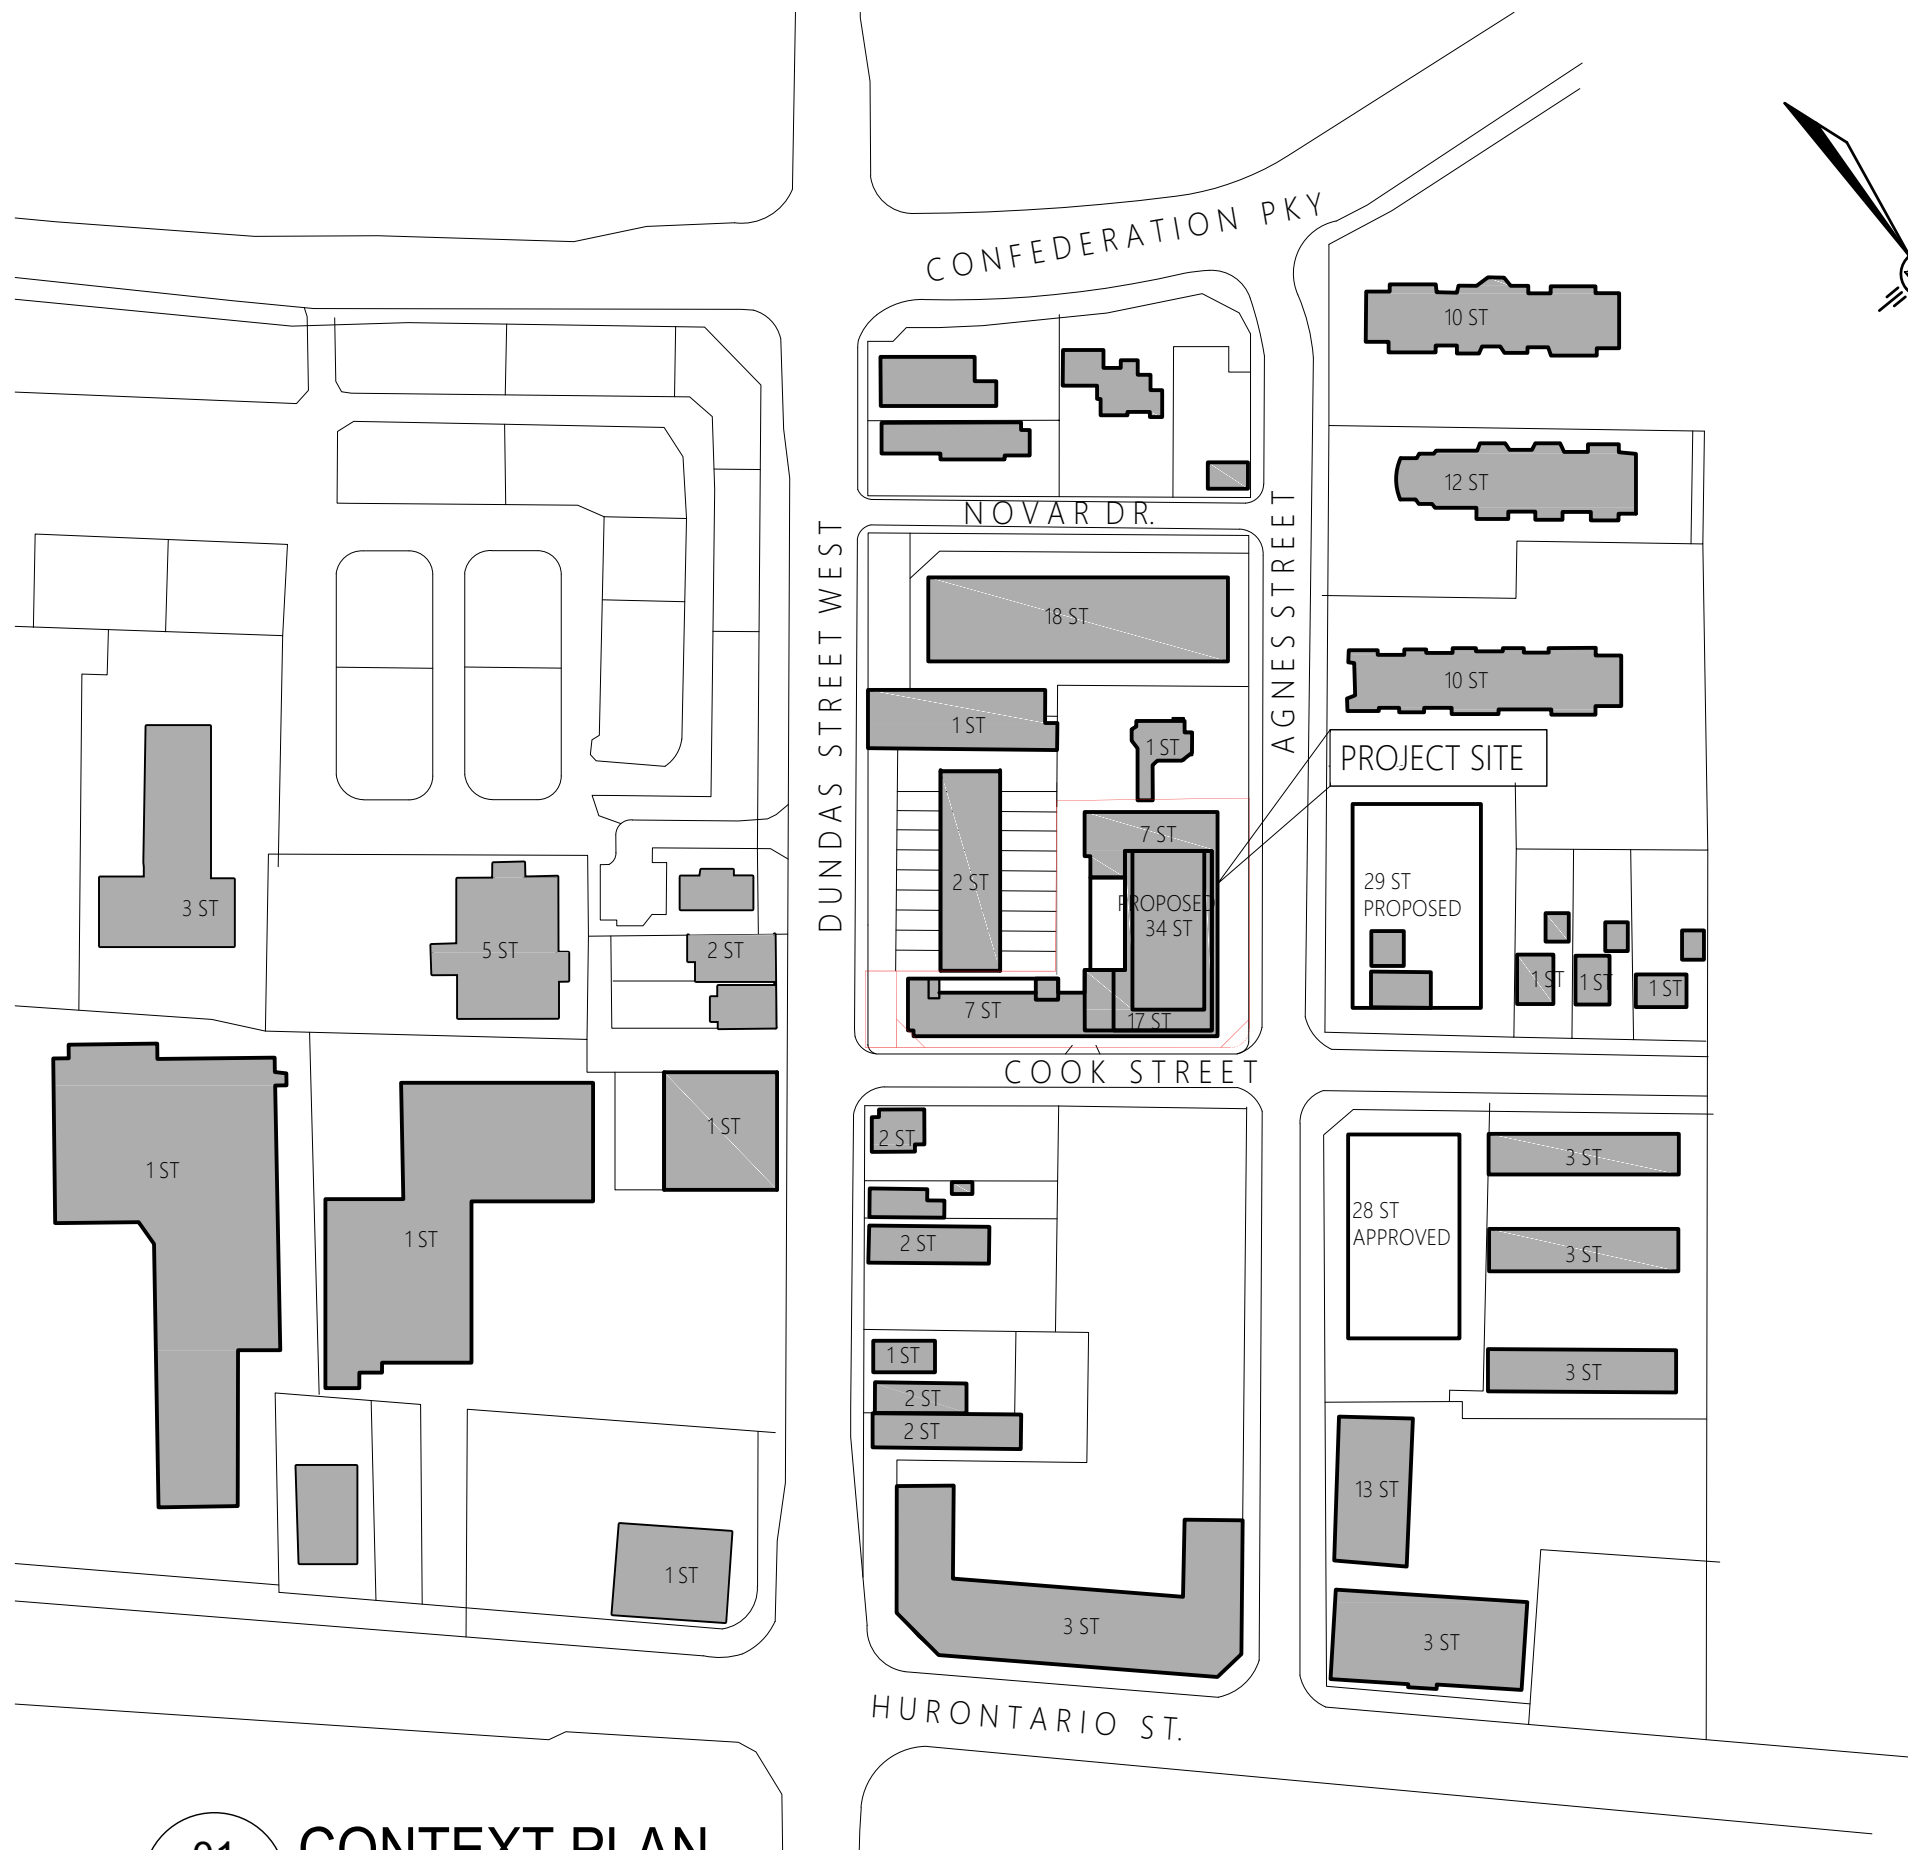 CONFEDERATION PKY
10 ST
12 ST
NOVAR DR.
DUNDAS STREET WEST
AGNES STREET
18 ST
10 ST
1 ST
1 ST
PROJECT SITE
7 ST
2 ST
PROPOSED
34 ST
29 ST
PROPOSED
3 ST
5 ST
2 ST
1 ST
1 ST
1 ST
7 ST
17 ST
COOK STREET
1 ST
1 ST
1 ST
2 ST
2 ST
3 ST
28 ST
APPROVED
3 ST
3 ST
1 ST
2 ST
2 ST
13 ST
1 ST
3 ST
3 ST
HURONTARIO ST.
01
CONTEXT PLAN